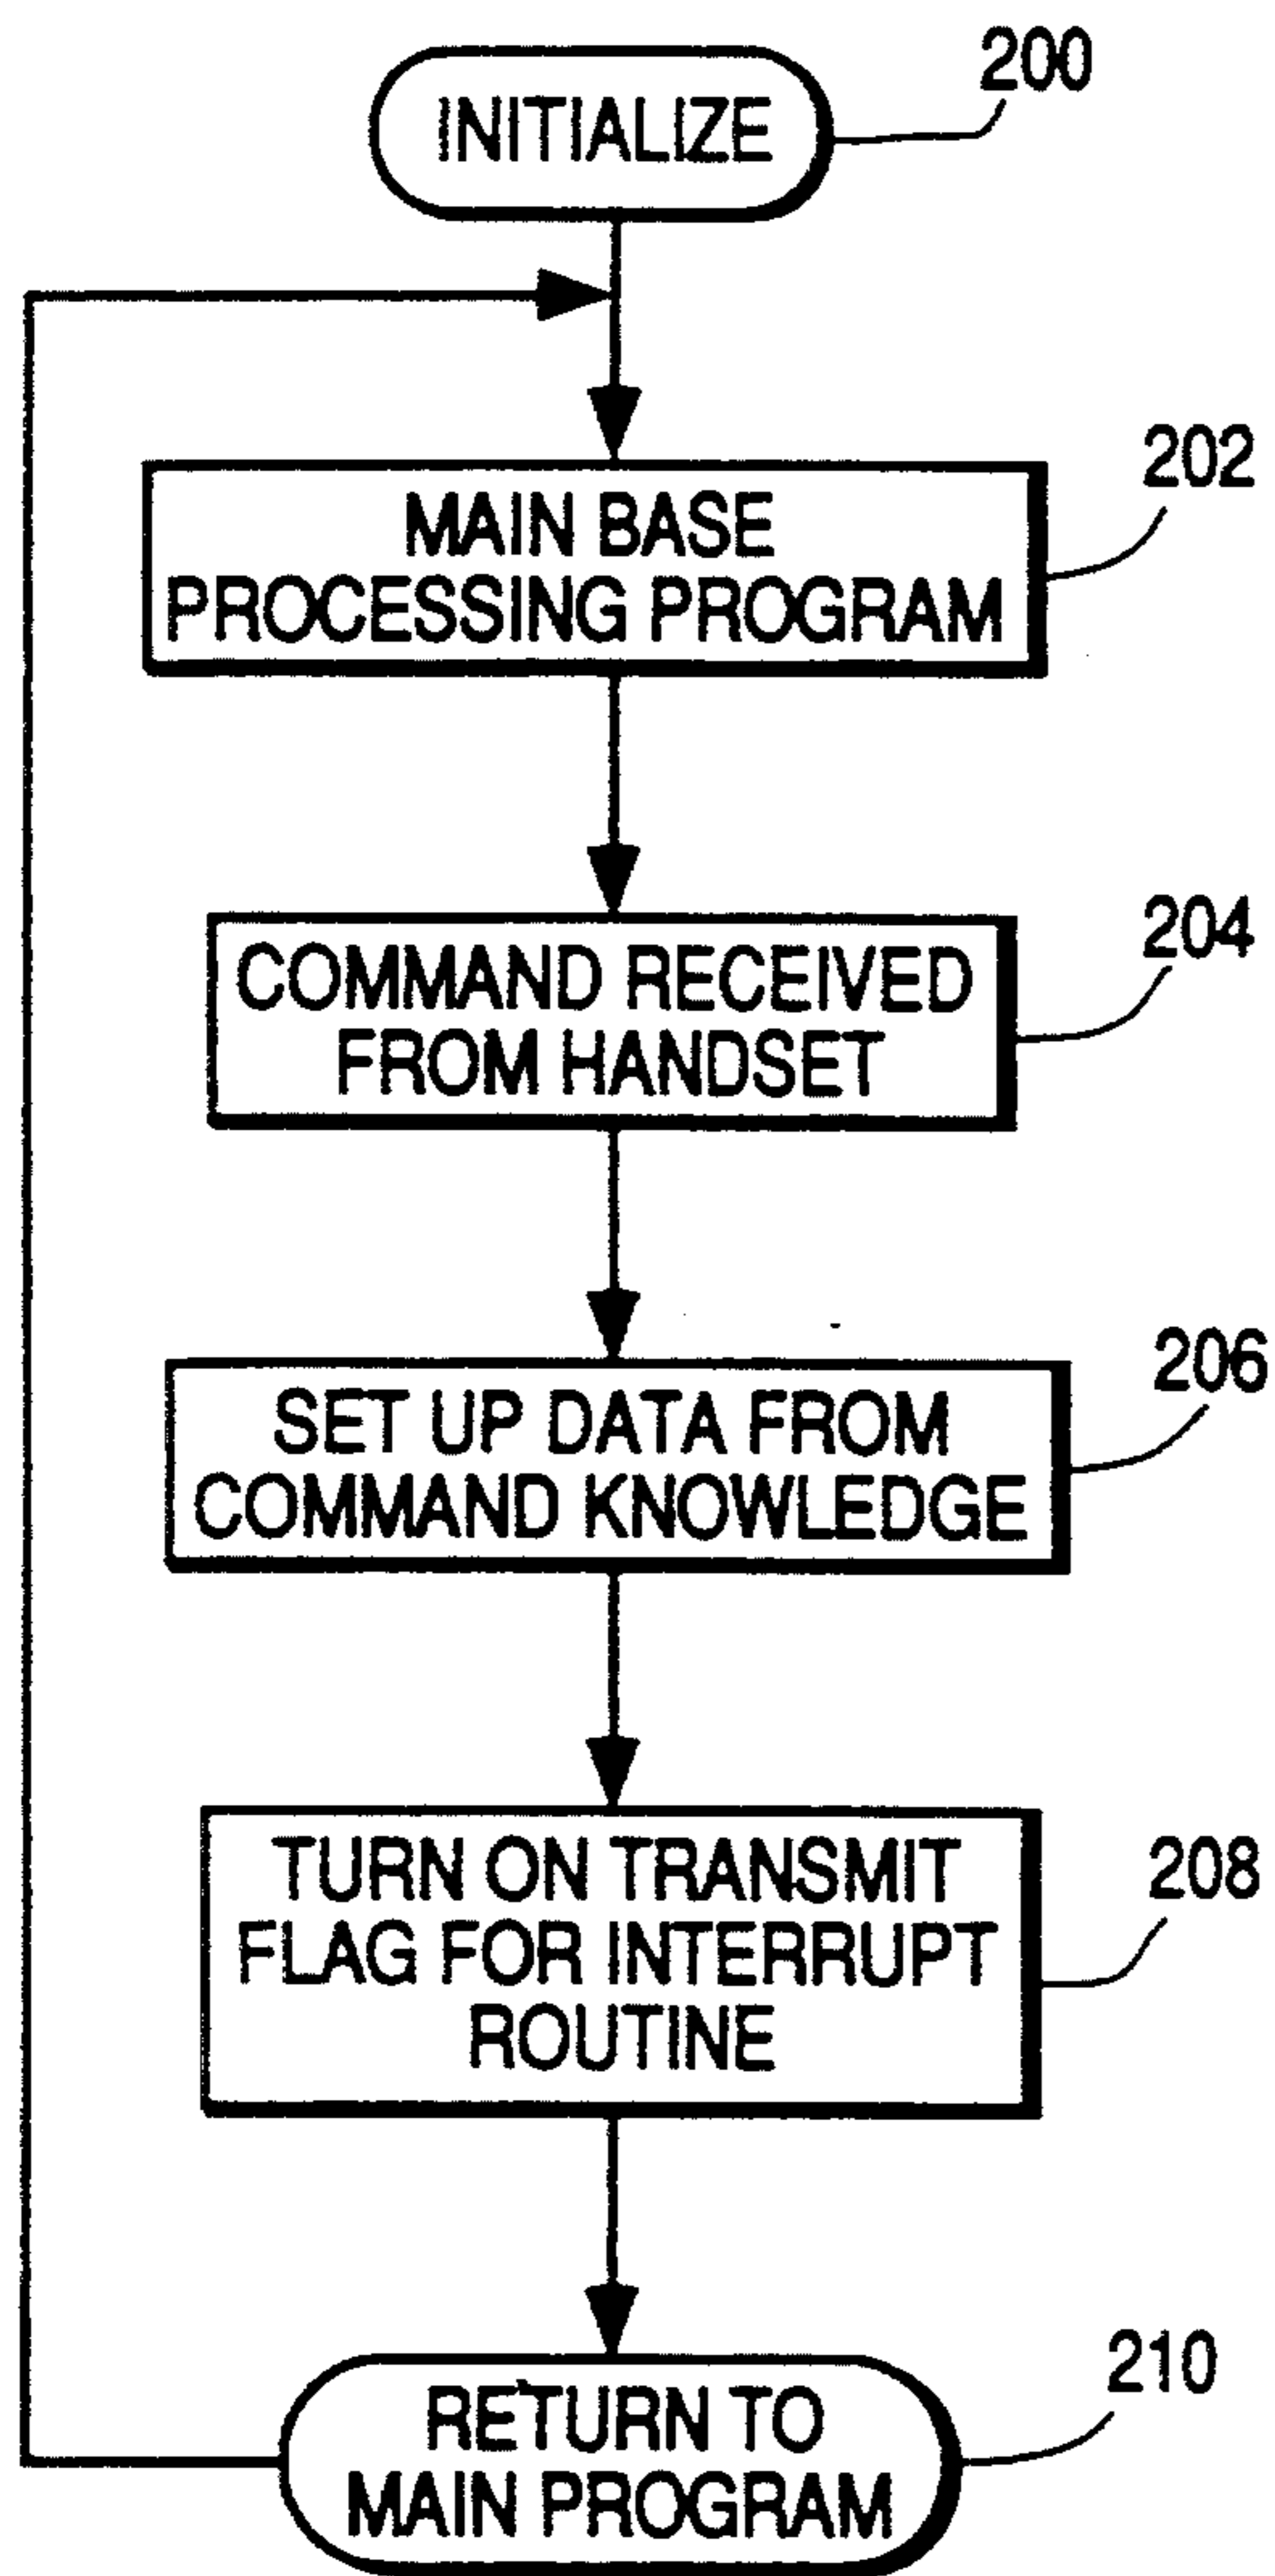 INITIALIZE
200
MAIN BASE
PROCESSING PROGRAM
202
COMMAND RECEIVED
FROM HANDSET
204
SET UP DATA FROM
COMMAND KNOWLEDGE
206
TURN ON TRANSMIT
FLAG FOR INTERRUPT
ROUTINE
208
RETURN TO
MAIN PROGRAM
210